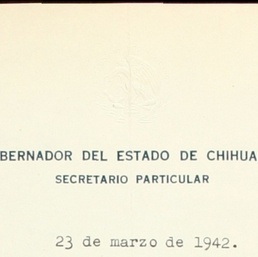 BERNADOR DEL ESTADO DE CHIHUA
SECRETARIO PARTICULAR
23 de marzo de 1942.